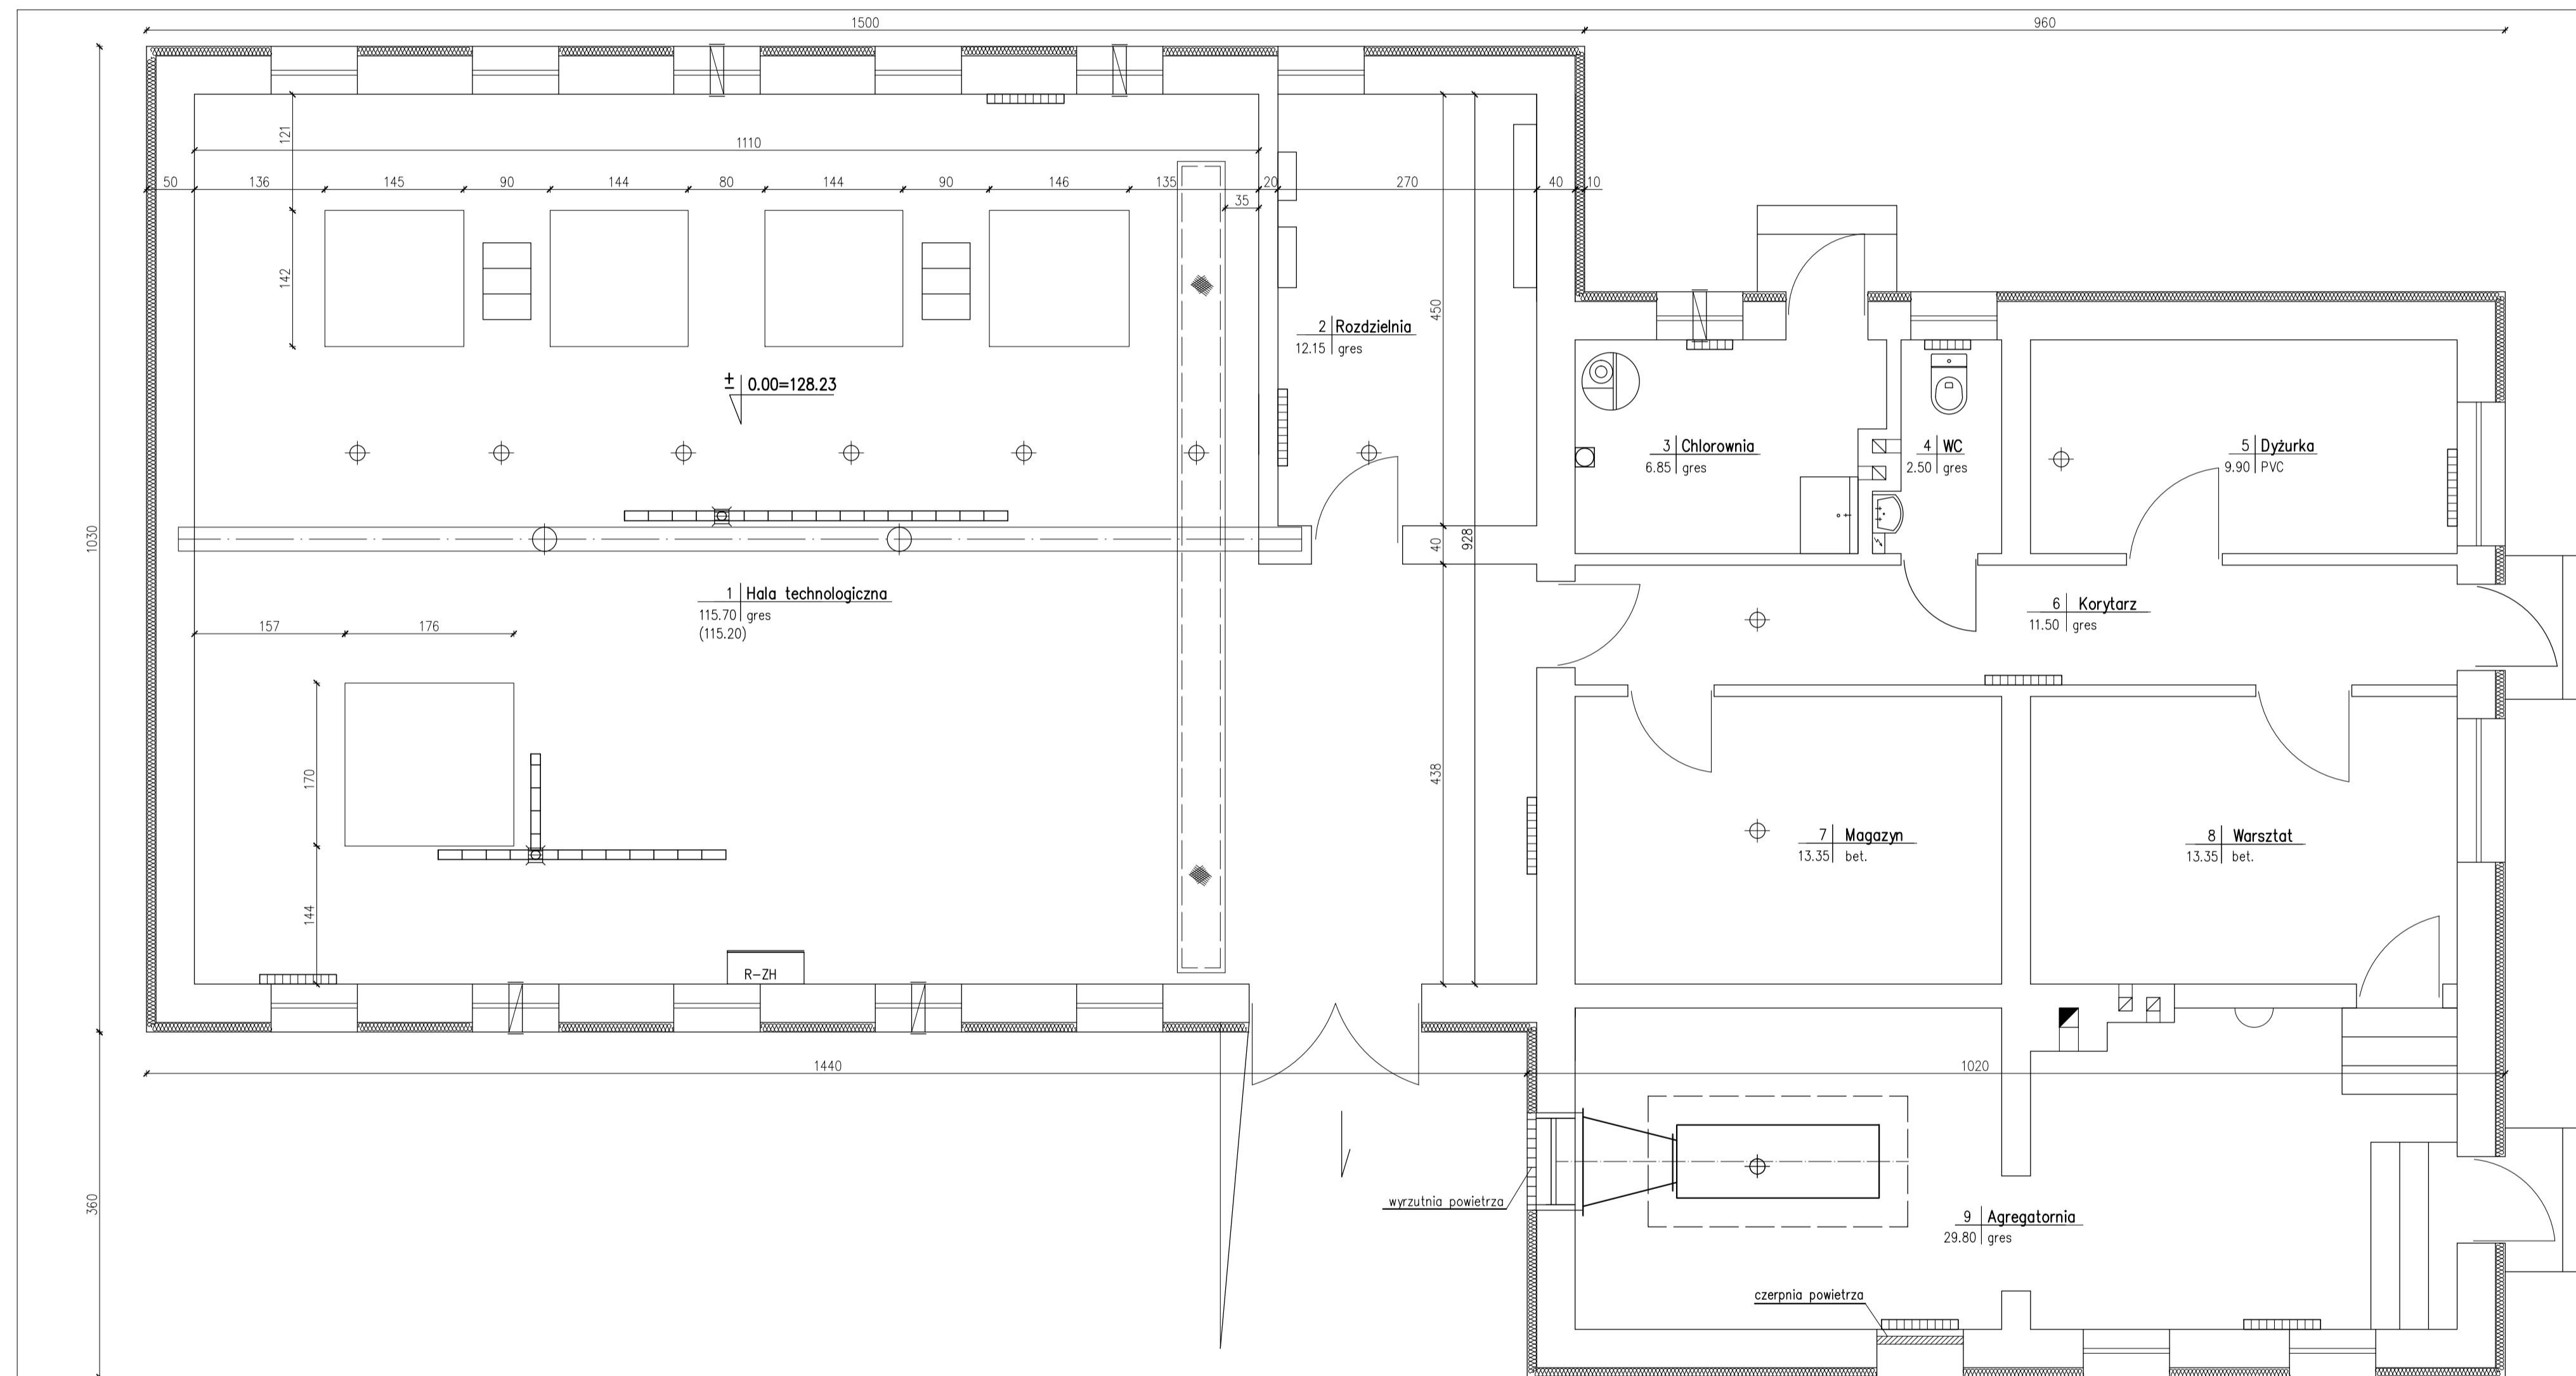 1500
960
121
1110
50
136
145
90
144
80
144
90
146
135
20
270
40
10
35
142
450
2 Rozdzielnia
12.15 gres
± 0.00=128.23
3 Chlorownia
6.85 gres
4 WC
2.50 gres
5 Dyżurka
9.90 PVC
1030
40
928
1 Hala technologiczna
115.70 gres
(115.20)
6 Korytarz
11.50 gres
157
176
170
438
7 Magazyn
13.35 bet.
8 Warsztat
13.35 bet.
144
R-ZH
1440
1020
360
wyrzutnia powietrza
9 Agregatornia
29.80 gres
czerpnia powietrza